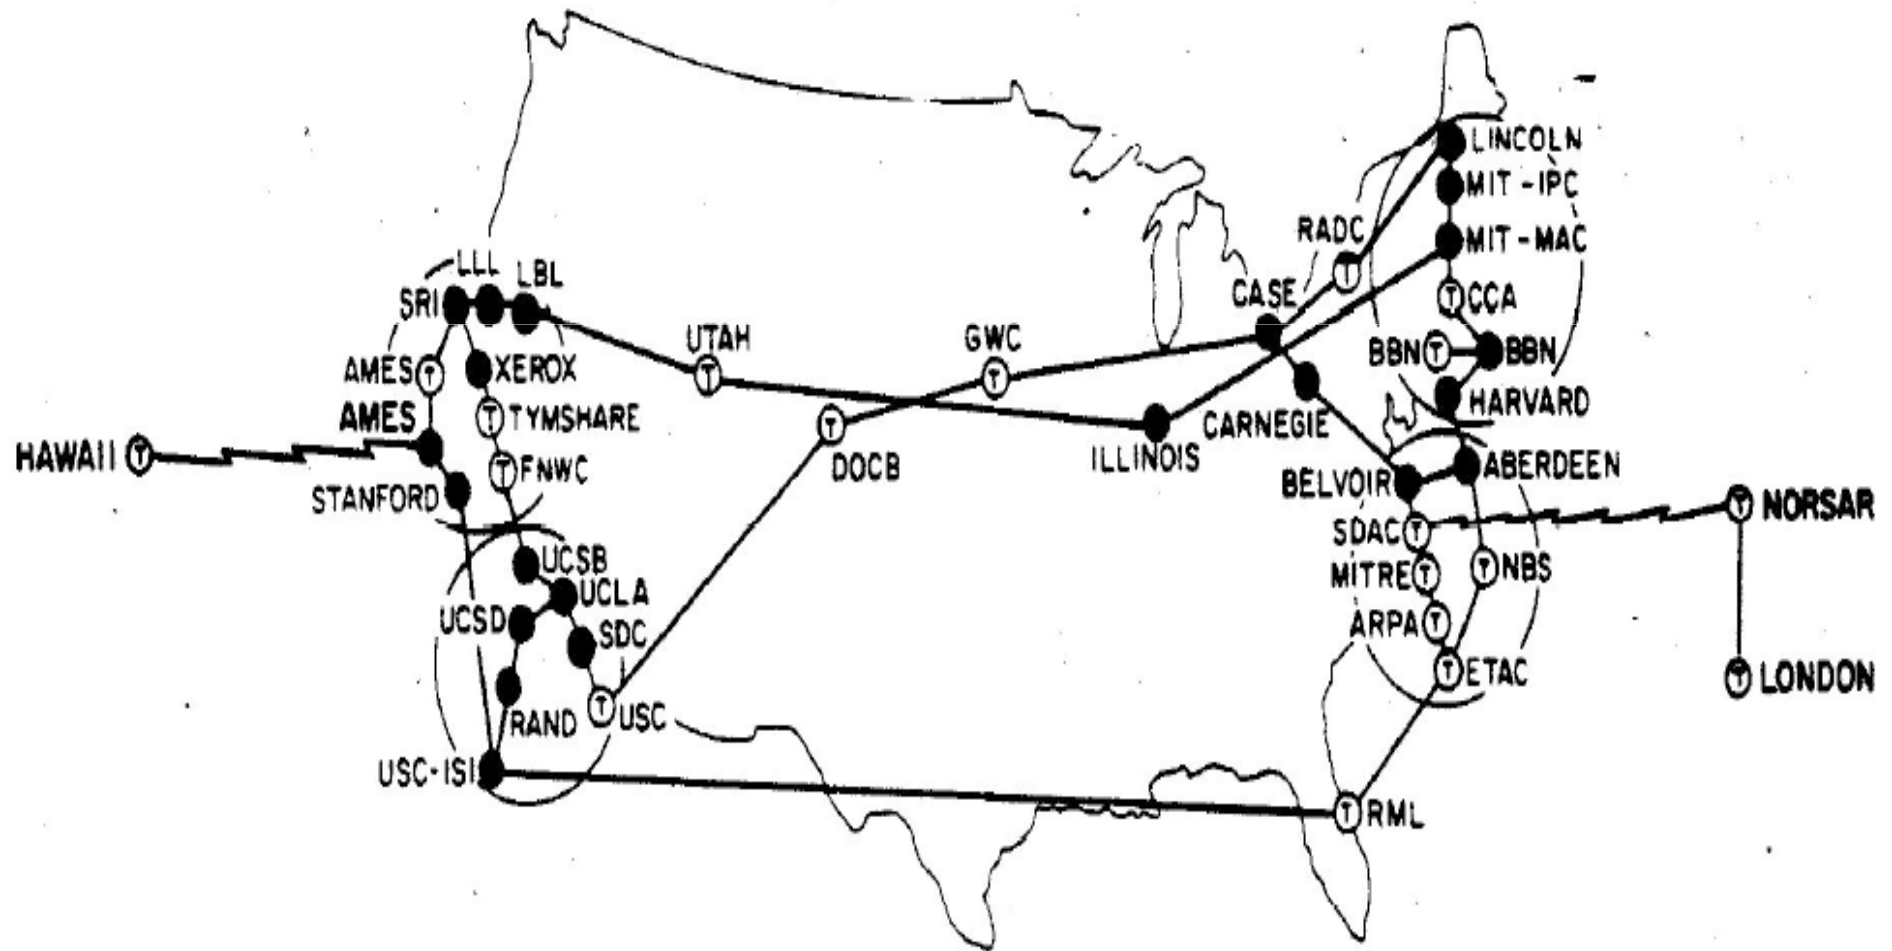 LINCOLN
MIT-IPC
RADC
MIT-MAC
LLL
LBL
SRI
CASE
CCA
UTAH
GWC
BBN T
BBN
AMES T
XEROX
HARVARD
T TYMSHARE
AMES
CARNEGIE
HAWAII T
DOCB
ILLINOIS
T FNWC
BELVOIR
ABERDEEN
STANFORD
T NORSAR
SDAC T
UCSB
MITRE T
T NBS
UCLA
UCSD
ARPA T
SDC
T ETAC
T LONDON
RAND
T USC
USC-ISI
T RML
T
T
T
T
T